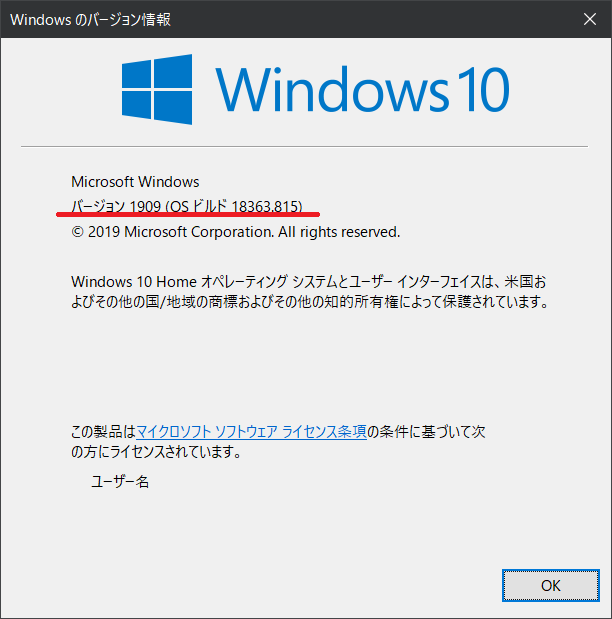 Windows のバージョン情報
Windows 10
Microsoft Windows
バージョン 1909 (OS ビルド 18363.815)
© 2019 Microsoft Corporation. All rights reserved.
Windows 10 Home オペレーティング システムとユーザー インターフェイスは、米国お
よびその他の国/地域の商標およびその他の知的所有権によって保護されています。
この製品はマイクロソフト ソフトウェア ライセンス条項の条件に基づいて次
の方にライセンスされています。
ユーザー名
OK